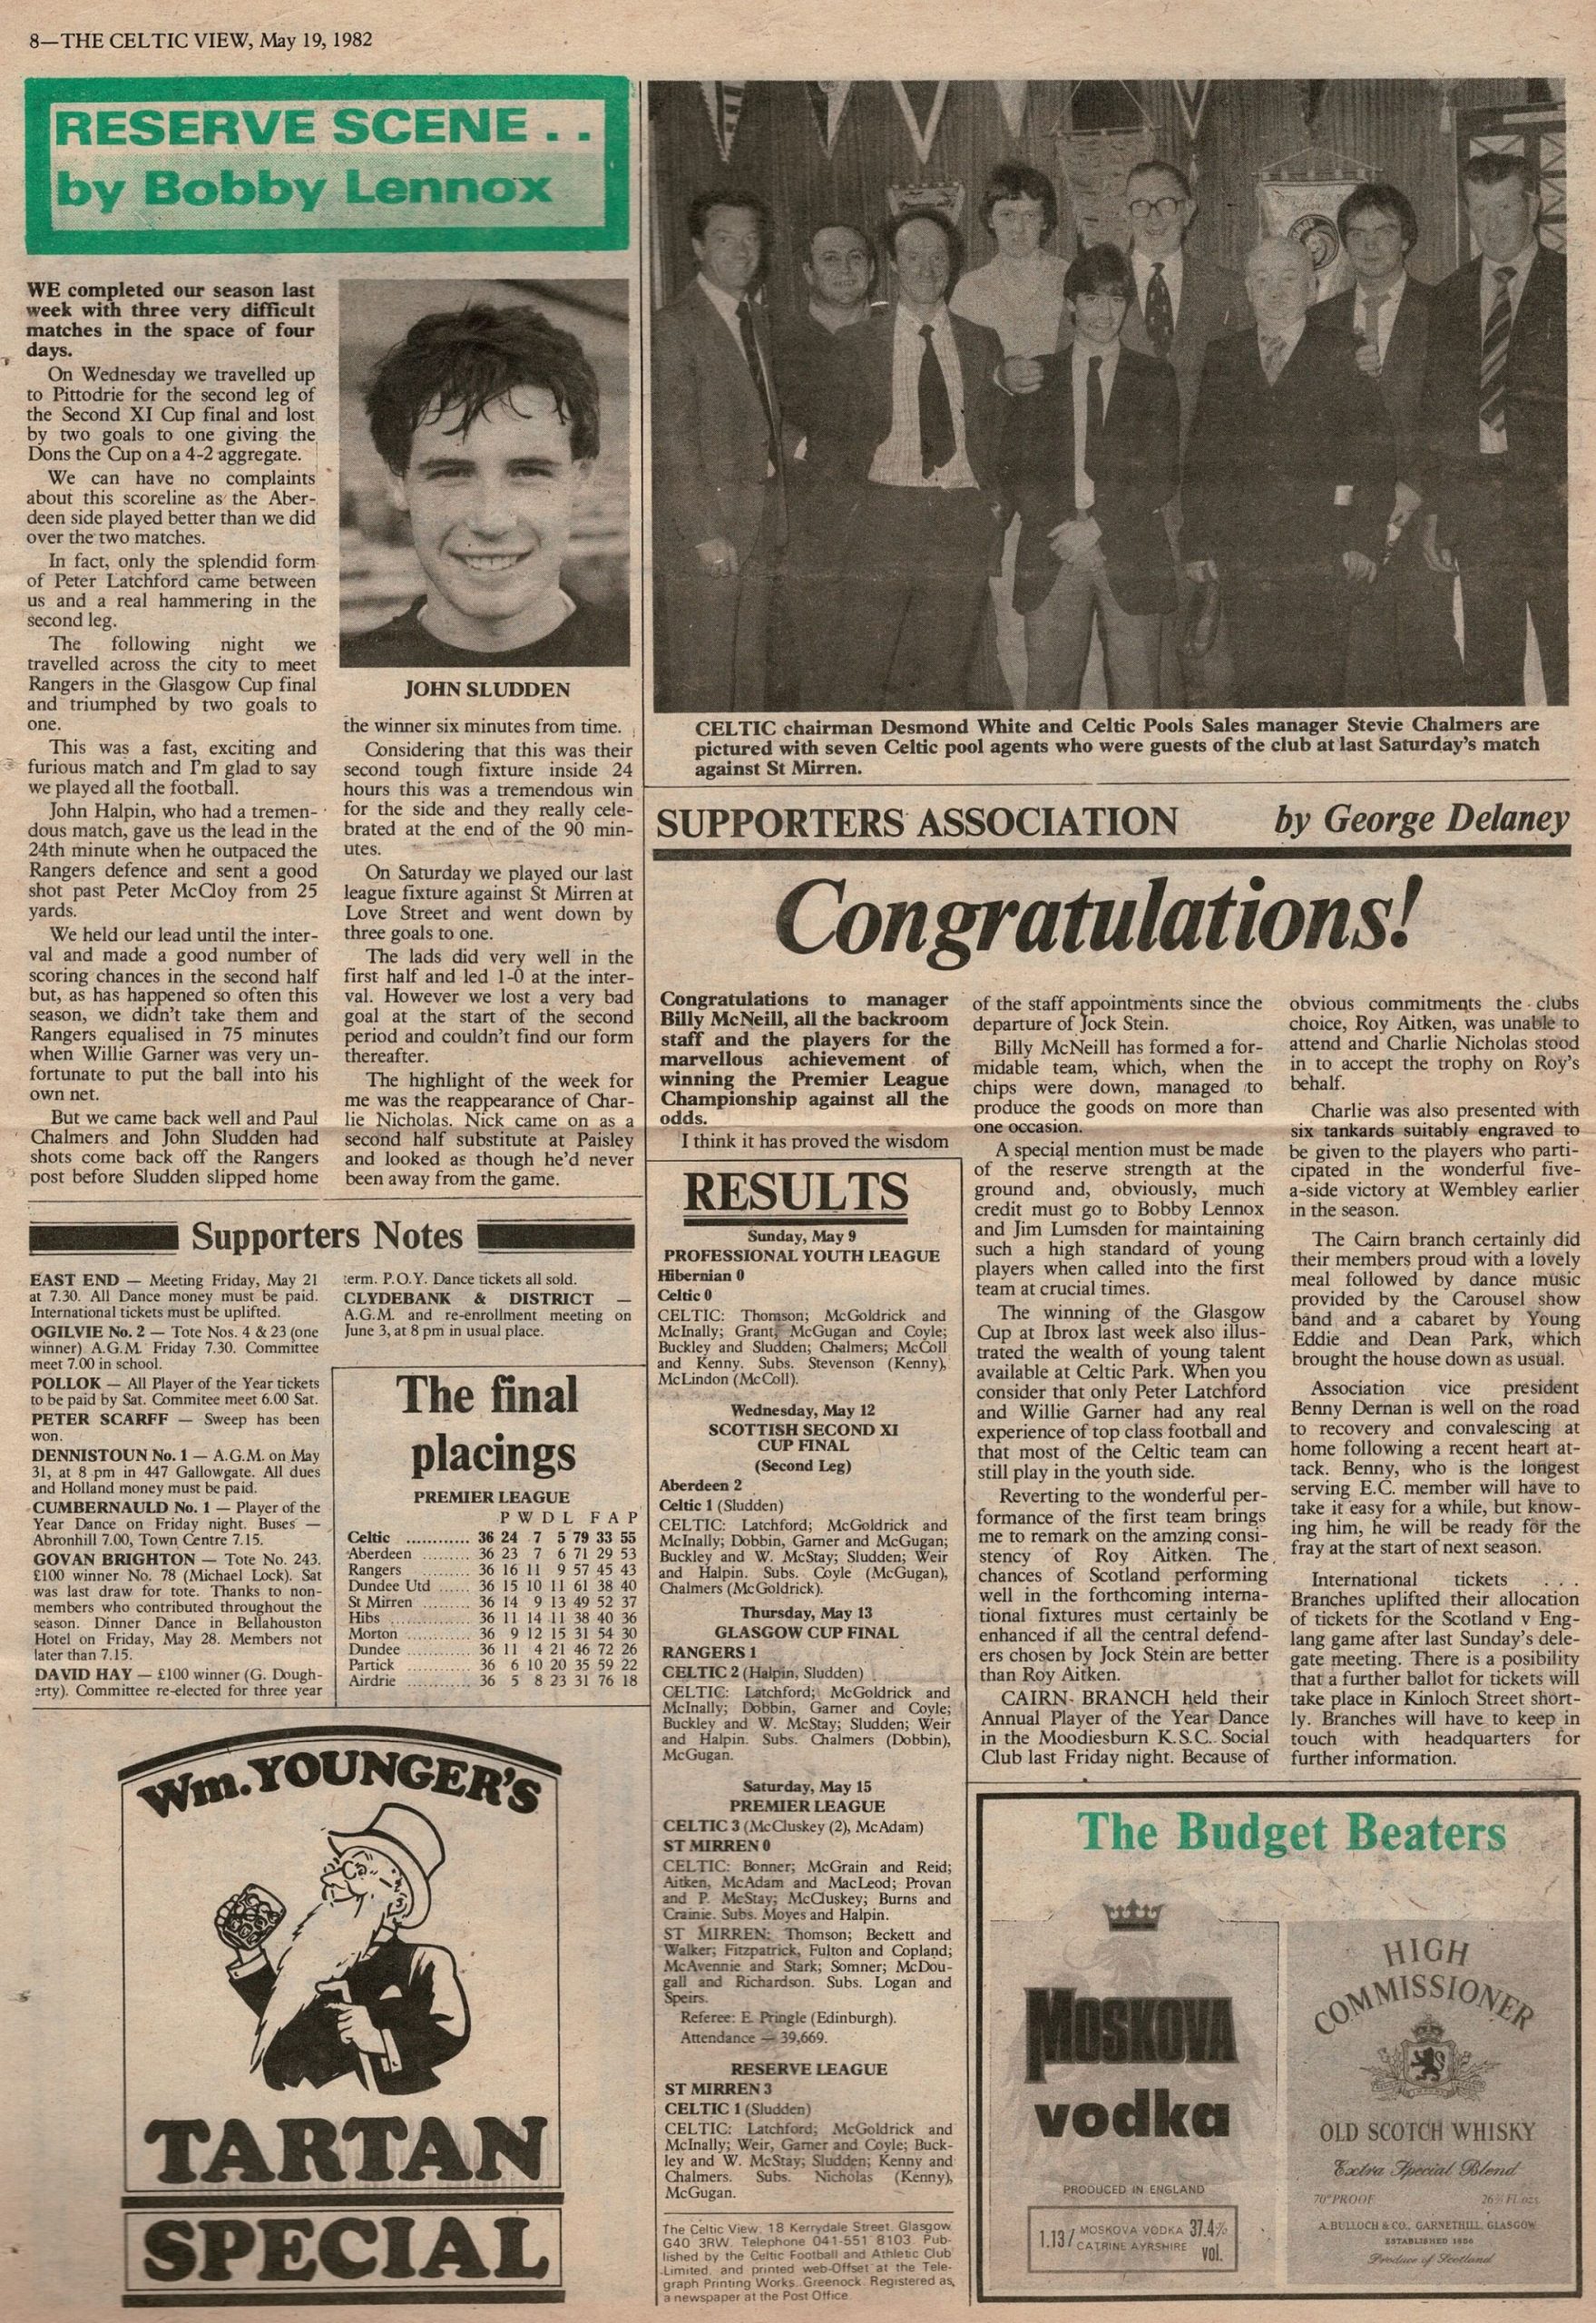 8—THE CELTIC VIEW, May 19, 1982
RESERVE SCENE . .
by Bobby Lennox
WE completed our season last
week with three very difficult
matches in the space of four
days.
On Wednesday we travelled up
to Pittodrie for the second leg of
the Second XI Cup final and lost
by two goals to one giving the
Dons the Cup on a 4-2 aggregate.
We can have no complaints
about this scoreline as the Aber-
deen side played better than we did
over the two matches.
In fact, only the splendid form
of Peter Latchford came between
us and a real hammering in the
second leg.
The following night we
travelled across the city to meet
Rangers in the Glasgow Cup final
and triumphed by two goals to
one.
This was a fast, exciting and
furious match and I'm glad to say
we played all the football.
John Halpin, who had a tremen-
dous match, gave us the lead in the
24th minute when he outpaced the
Rangers defence and sent a good
shot past Peter McCloy from 25
yards.
We held our lead until the inter-
val and made a good number of
scoring chances in the second half
but, as has happened so often this
season, we didn't take them and
Rangers equalised in 75 minutes
when Willie Garner was very un-
fortunate to put the ball into his
own net.
But we came back well and Paul
Chalmers and John Sludden had
shots come back off the Rangers
post before Sludden slipped home
JOHN SLUDDEN
the winner six minutes from time.
Considering that this was their
second tough fixture inside 24
hours this was a tremendous win
for the side and they really cele-
brated at the end of the 90 min-
utes.
On Saturday we played our last
league fixture against St Mirren at
Love Street and went down by
three goals to one.
The lads did very well in the
first half and led 1-0 at the inter-
val. However we lost a very bad
goal at the start of the second
period and couldn't find our form
thereafter.
The highlight of the week for
me was the reappearance of Char-
lie Nicholas. Nick came on as a
second half substitute at Paisley
and looked as though he'd never
been away from the game.
CELTIC chairman Desmond White and Celtic Pools Sales manager Stevie Chalmers are
pictured with seven Celtic pool agents who were guests of the club at last Saturday's match
against St Mirren.
SUPPORTERS ASSOCIATION by George Delaney
Congratulations!
Congratulations to manager
Billy McNeill, all the backroom
staff and the players for the
marvellous achievement of
winning the Premier League
Championship against all the
odds.
I think it has proved the wisdom
of the staff appointments since the
departure of Jock Stein.
Billy McNeill has formed a for-
midable team, which, when the
chips were down, managed to
produce the goods on more than
one occasion.
A special mention must be made
of the reserve strength at the
ground and, obviously, much
credit must go to Bobby Lennox
and Jim Lumsden for maintaining
such a high standard of young
players when called into the first
team at crucial times.
The winning of the Glasgow
Cup at Ibrox last week also illus-
trated the wealth of young talent
available at Celtic Park. When you
consider that only Peter Latchford
and Willie Garner had any real
experience of top class football and
that most of the Celtic team can
still play in the youth side.
Reverting to the wonderful per-
formance of the first team brings
me to remark on the amzing consi-
stency of Roy Aitken. The
chances of Scotland performing
well in the forthcoming interna-
tional fixtures must certainly be
enhanced if all the central defend-
ers chosen by Jock Stein are better
than Roy Aitken.
CAIRN BRANCH held their
Annual Player of the Year Dance
in the Moodiesburn K.S.C. Social
Club last Friday night. Because of
obvious commitments the clubs
choice, Roy Aitken, was unable to
attend and Charlie Nicholas stood
in to accept the trophy on Roy's
behalf.
Charlie was also presented with
six tankards suitably engraved to
be given to the players who parti-
cipated in the wonderful five-
a-side victory at Wembley earlier
in the season.
The Cairn branch certainly did
their members proud with a lovely
meal followed by dance music
provided by the Carousel show
band and a cabaret by Young
Eddie and Dean Park, which
brought the house down as usual.
Association vice president
Benny Dernan is well on the road
to recovery and convalescing at
home following a recent heart at-
tack. Benny, who is the longest
serving E.C. member will have to
take it easy for a while, but know-
ing him, he will be ready for the
fray at the start of next season.
International tickets . . .
Branches uplifted their allocation
of tickets for the Scotland v Eng-
lang game after last Sunday's dele-
gate meeting. There is a posibility
that a further ballot for tickets will
take place in Kinloch Street short-
ly. Branches will have to keep in
touch with headquarters for
further information.
Supporters Notes
EAST END — Meeting Friday, May 21
at 7.30. All Dance money must be paid.
International tickets must be uplifted.
OGILVIE No. 2 — Tote Nos. 4 & 23 (one
winner) A.G.M. Friday 7.30. Committee
meet 7.00 in school.
POLLOK — All Player of the Year tickets
to be paid by Sat. Commitee meet 6.00 Sat.
PETER SCARFF — Sweep has been
won.
DENNISTOUN No. 1 — A.G.M. on May
31, at 8 pm in 447 Gallowgate. All dues
and Holland money must be paid.
CUMBERNAULD No. 1 — Player of the
Year Dance on Friday night. Buses —
Abronhill 7.00, Town Centre 7.15.
GOVAN BRIGHTON — Tote No. 243.
£100 winner No. 78 (Michael Lock). Sat
was last draw for tote. Thanks to non-
members who contributed throughout the
season. Dinner Dance in Bellahouston
Hotel on Friday, May 28. Members not
later than 7.15.
DAVID HAY — £100 winner (G. Dough-
erty). Committee re-elected for three year
term. P.O.Y. Dance tickets all sold.
CLYDEBANK & DISTRICT —
A.G.M. and re-enrollment meeting on
June 3, at 8 pm in usual place.
The final
placings
PREMIER LEAGUE
P W D L F A P
Celtic ............ 36 24 7 5 79 33 55
Aberdeen ........ 36 23 7 6 71 29 53
Rangers ......... 36 16 11 9 57 45 43
Dundee Utd ...... 36 15 10 11 61 38 40
St Mirren ........ 36 14 9 13 49 52 37
Hibs .............. 36 11 14 11 38 40 36
Morton ........... 36 9 12 15 31 54 30
Dundee ........... 36 11 4 21 46 72 26
Partick ........... 36 6 10 20 35 59 22
Airdrie ........... 36 5 8 23 31 76 18
RESULTS
Sunday, May 9
PROFESSIONAL YOUTH LEAGUE
Hibernian 0
Celtic 0
CELTIC: Thomson; McGoldrick and
McInally; Grant, McGugan and Coyle;
Buckley and Sludden; Chalmers; McColl
and Kenny. Subs. Stevenson (Kenny),
McLindon (McColl).
Wednesday, May 12
SCOTTISH SECOND XI
CUP FINAL
(Second Leg)
Aberdeen 2
Celtic 1 (Sludden)
CELTIC: Latchford; McGoldrick and
McInally; Dobbin, Garner and McGugan;
Buckley and W. McStay; Sludden; Weir
and Halpin. Subs. Coyle (McGugan),
Chalmers (McGoldrick).
Thursday, May 13
GLASGOW CUP FINAL
RANGERS 1
CELTIC 2 (Halpin, Sludden)
CELTIC: Latchford; McGoldrick and
McInally; Dobbin, Garner and Coyle;
Buckley and W. McStay; Sludden; Weir
and Halpin. Subs. Chalmers (Dobbin),
McGugan.
Saturday, May 15
PREMIER LEAGUE
CELTIC 3 (McCluskey (2), McAdam)
ST MIRREN 0
CELTIC: Bonner; McGrain and Reid;
Aitken, McAdam and MacLeod; Provan
and P. McStay; McCluskey; Burns and
Crainie. Subs. Moyes and Halpin.
ST MIRREN: Thomson; Beckett and
Walker; Fitzpatrick, Fulton and Copland;
McAvennie and Stark; Somner; McDou-
gall and Richardson. Subs. Logan and
Speirs.
Referee: E. Pringle (Edinburgh).
Attendance — 39,669.
RESERVE LEAGUE
ST MIRREN 3
CELTIC 1 (Sludden)
CELTIC: Latchford; McGoldrick and
McInally; Weir, Garner and Coyle; Buck-
ley and W. McStay; Sludden; Kenny and
Chalmers. Subs. Nicholas (Kenny),
McGugan.
The Celtic View, 18 Kerrydale Street, Glasgow
G40 3RW. Telephone 041-551 8103. Pub-
lished by the Celtic Football and Athletic Club
Limited, and printed web-Offset at the Tele-
graph Printing Works, Greenock. Registered as
a newspaper at the Post Office.
Wm. YOUNGER'S
TARTAN
SPECIAL
The Budget Beaters
MOSKOVA
vodka
PRODUCED IN ENGLAND
1.13l MOSKOVA VODKA 37.4%
CATRINE AYRSHIRE vol.
HIGH
COMMISSIONER
OLD SCOTCH WHISKY
Extra Special Blend
70° PROOF 26⅔ Fl. ozs
A. BULLOCH & CO., GARNETHILL, GLASGOW
ESTABLISHED 1856
Produce of Scotland